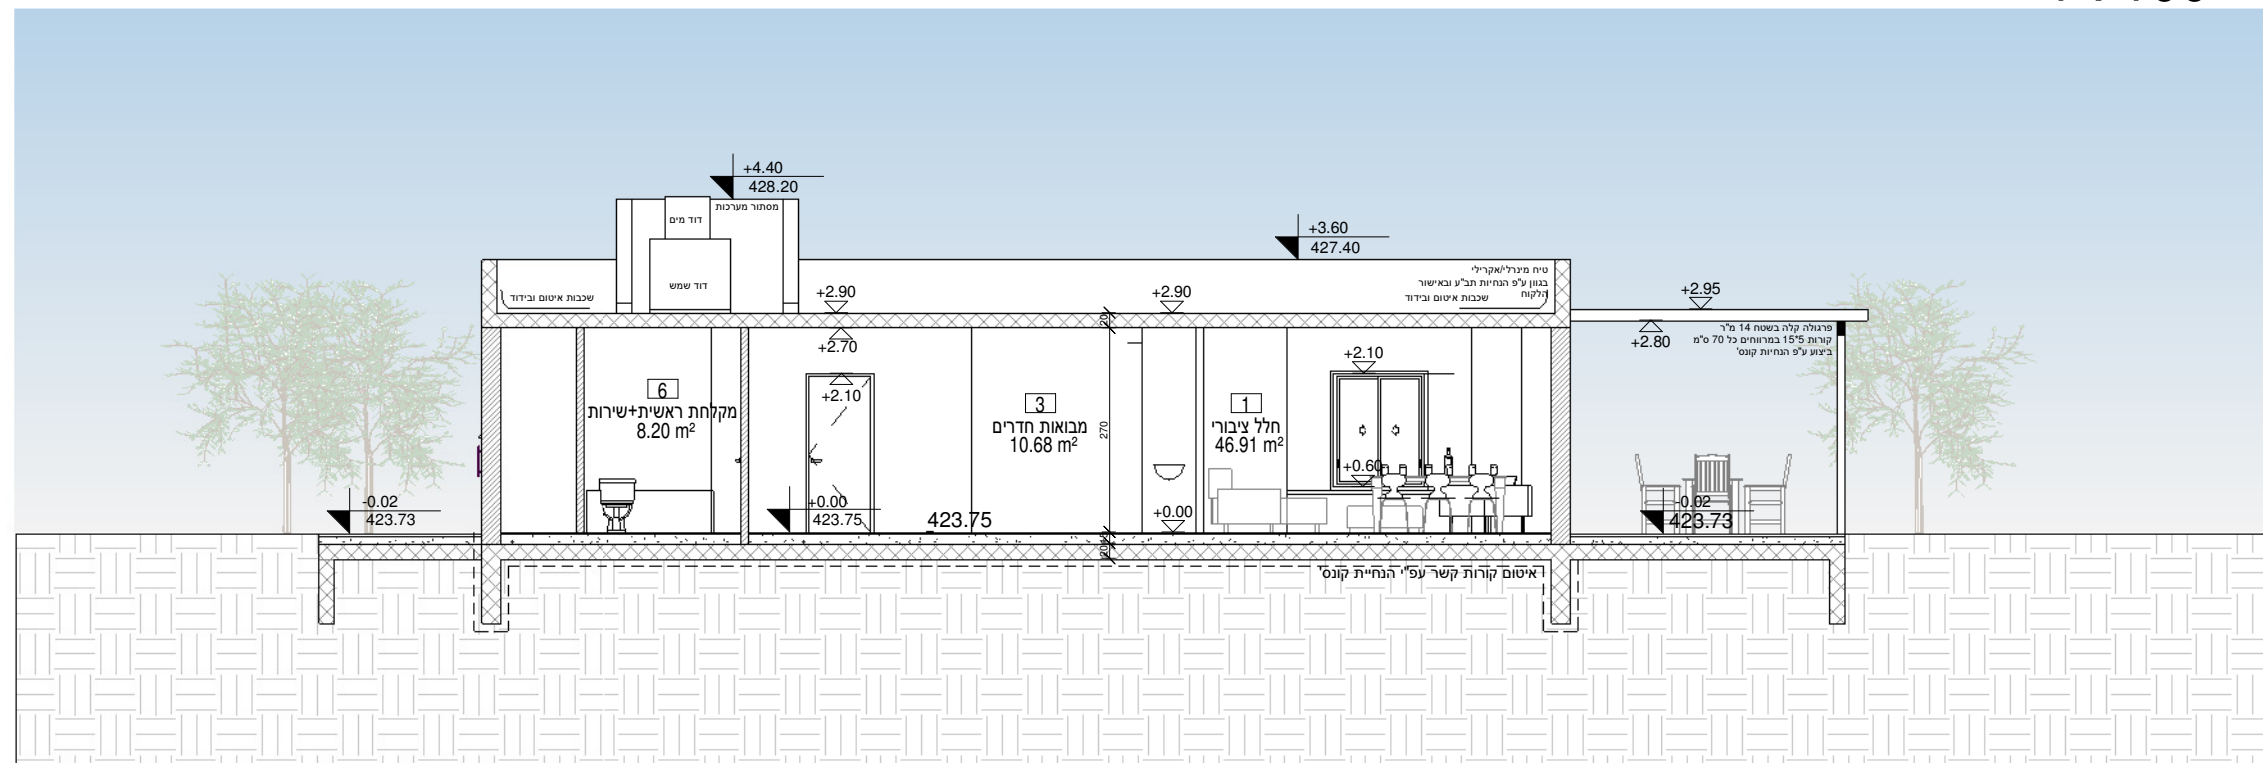 +4.40
428.20
מסתור מערכות
דוד מים
דוד שמש
+3.60
427.40
טיח מינרלי/אקרילי
בגוון ע"פ הנחיות תב"ע ובאישור
הלקוח
שכבות איטום ובידוד
שכבות איטום ובידוד
+2.90
+2.90
+2.95
20
+2.70
+2.80
פרגולה קלה בשטח 14 מ"ר
קורות 15*5 במרווחים כל 70 ס"מ
ביצוע ע"פ הנחיות קונס'
+2.10
+2.10
6
מקלחת ראשית+שירות
8.20 m²
3
מבואות חדרים
10.68 m²
270
1
חלל ציבורי
46.91 m²
+0.60
-0.02
423.73
+0.00
423.75
423.75
+0.00
-0.02
423.73
20
איטום קורות קשר עפ"י הנחיית קונס'